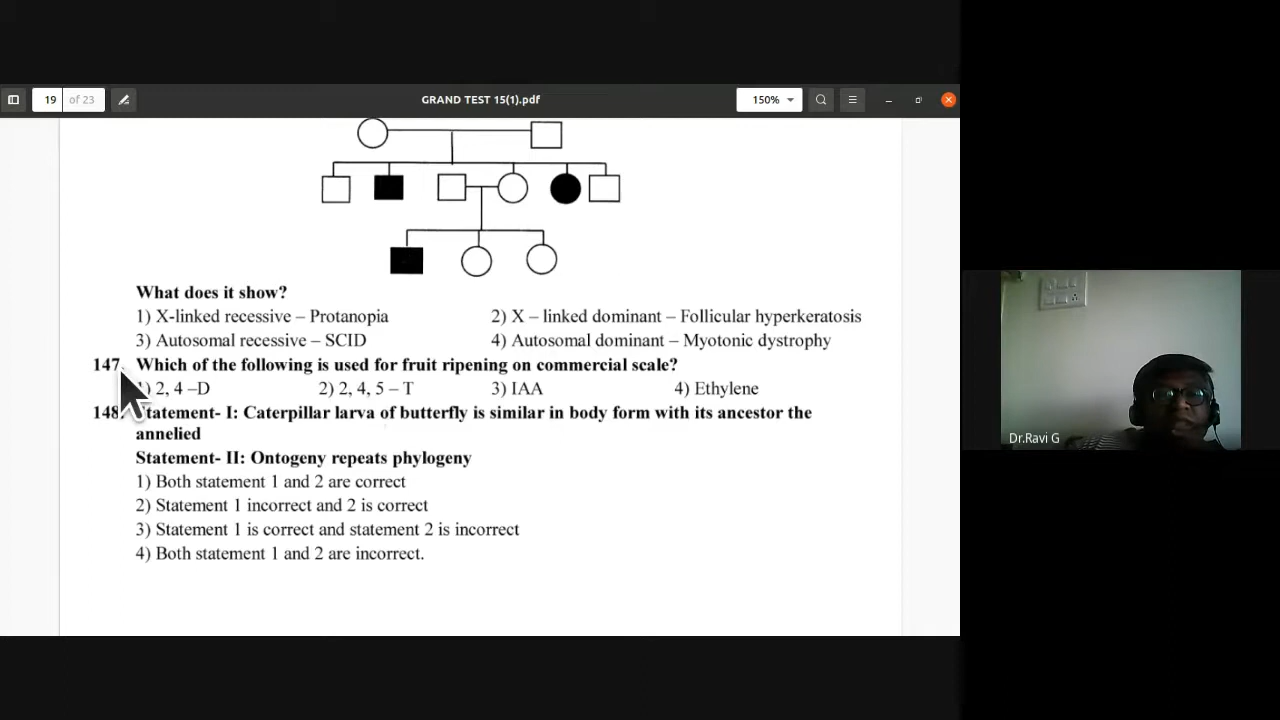 19 of 23
GRAND TEST 15(1).pdf
150%
What does it show?
1) X-linked recessive – Protanopia 2) X – linked dominant – Follicular hyperkeratosis
3) Autosomal recessive – SCID 4) Autosomal dominant – Myotonic dystrophy
147. Which of the following is used for fruit ripening on commercial scale?
1) 2, 4 –D 2) 2, 4, 5 – T 3) IAA 4) Ethylene
148. Statement- I: Caterpillar larva of butterfly is similar in body form with its ancestor the
annelied
Statement- II: Ontogeny repeats phylogeny
1) Both statement 1 and 2 are correct
2) Statement 1 incorrect and 2 is correct
3) Statement 1 is correct and statement 2 is incorrect
4) Both statement 1 and 2 are incorrect.
Dr.Ravi G